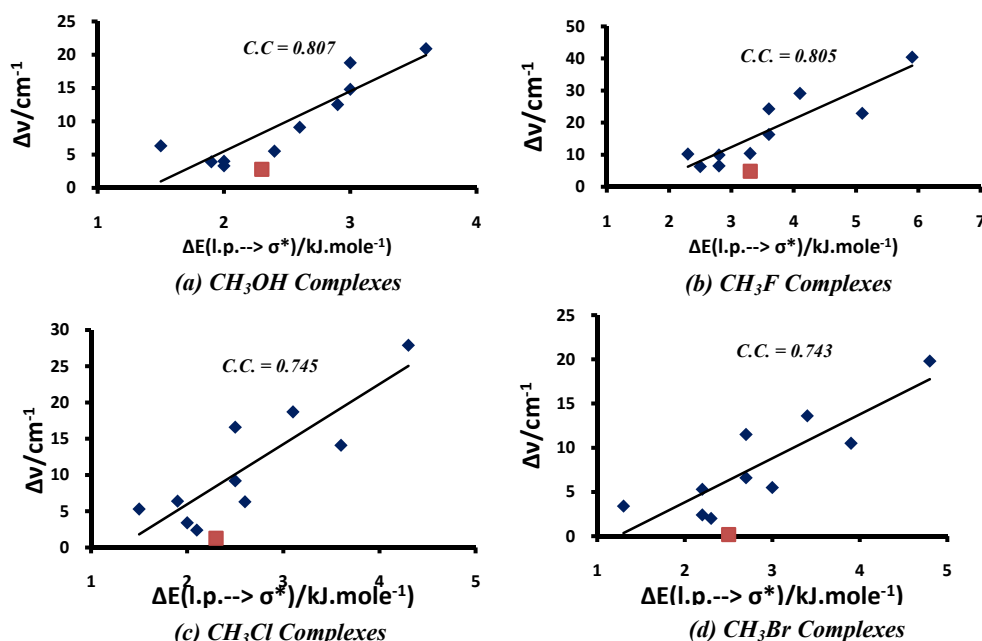 25
20
15
10
5
0
Δν/cm-1
C.C = 0.807
1 2 3 4
ΔE(l.p.--> σ*)/kJ.mole-1)
(a) CH3OH Complexes
50
40
30
20
10
0
Δν/cm-1
C.C. = 0.805
1 2 3 4 5 6 7
ΔE(l.p.--> σ*)/kJ.mole-1)
(b) CH3F Complexes
30
25
20
15
10
5
0
Δν/cm-1
C.C. = 0.745
1 2 3 4 5
ΔE(l.p.--> σ*)/kJ.mole-1)
(c) CH3Cl Complexes
25
20
15
10
5
0
Δν/cm-1
C.C. = 0.743
1 2 3 4 5
ΔE(l.p.--> σ*)/kJ.mole-1)
(d) CH3Br Complexes